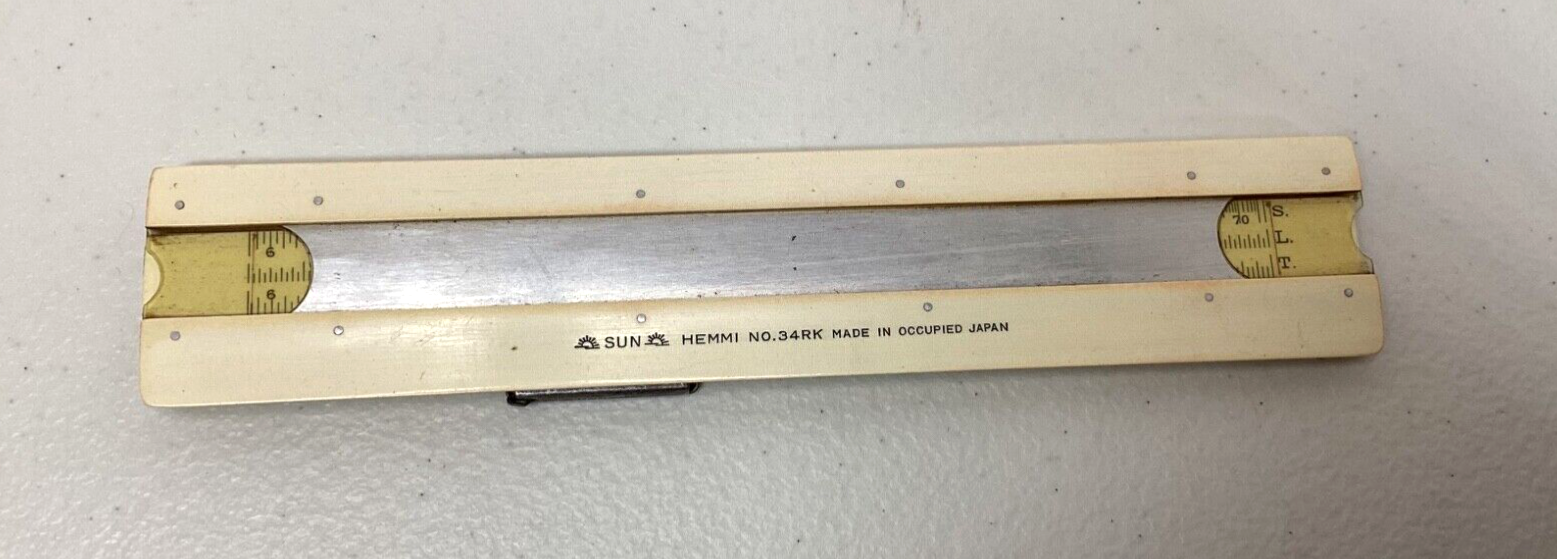 6
6
70
S.
L.
T.
SUN HEMMI NO.34RK MADE IN OCCUPIED JAPAN